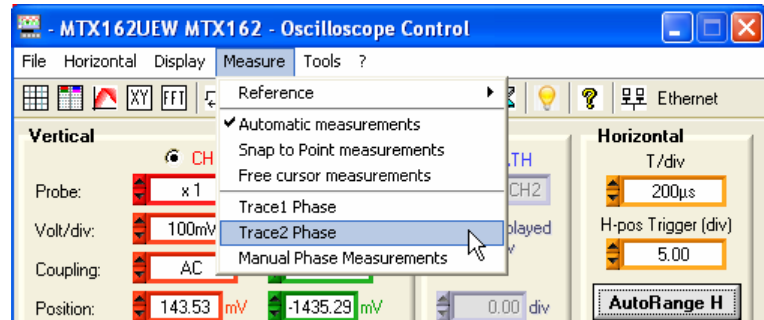 - MTX162UEW MTX162 - Oscilloscope Control
File Horizontal Display Measure Tools ?
XY FFT Ethernet
Reference
Automatic measurements
Snap to Point measurements
Free cursor measurements
Trace1 Phase
Trace2 Phase
Manual Phase Measurements
Vertical
CH
Probe: x 1 CH2
Volt/div: 100mV
Coupling: AC
Position: 143.53 mV -1435.29 mV 0.00 div
Horizontal
T/div
200µs
H-pos Trigger (div)
5.00
AutoRange H